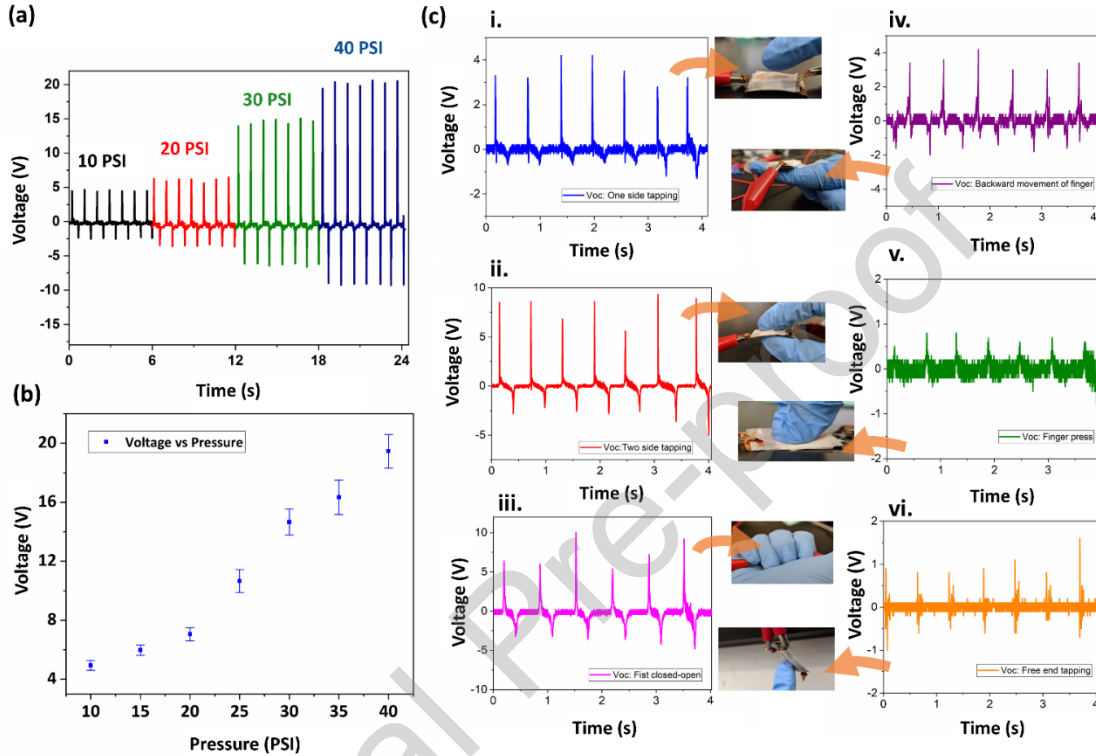 (a)
Voltage (V)
20
15
10
5
0
-5
-10
-15
10 PSI
20 PSI
30 PSI
40 PSI
0
6
12
18
24
Time (s)
(b)
Voltage (V)
20
16
12
8
4
Voltage vs Pressure
10
15
20
25
30
35
40
Pressure (PSI)
(c)
i.
Voltage (V)
4
2
0
-2
Voc: One side tapping
0
1
2
3
4
Time (s)
ii.
Voltage (V)
10
5
0
-5
Voc:Two side tapping
0
1
2
3
4
Time (s)
iii.
Voltage (V)
10
5
0
-5
-10
Voc: Fist closed-open
0
1
2
3
4
Time (s)
iv.
Voltage (V)
4
2
0
-2
-4
Voc: Backward movement of finger
0
1
2
3
4
Time (s)
v.
Voltage (V)
2
1
0
-1
-2
Voc: Finger press
0
1
2
3
Time (s)
vi.
Voltage (V)
2
1
0
-1
-2
Voc: Free end tapping
0
1
2
3
4
Time (s)
al Pre-proof